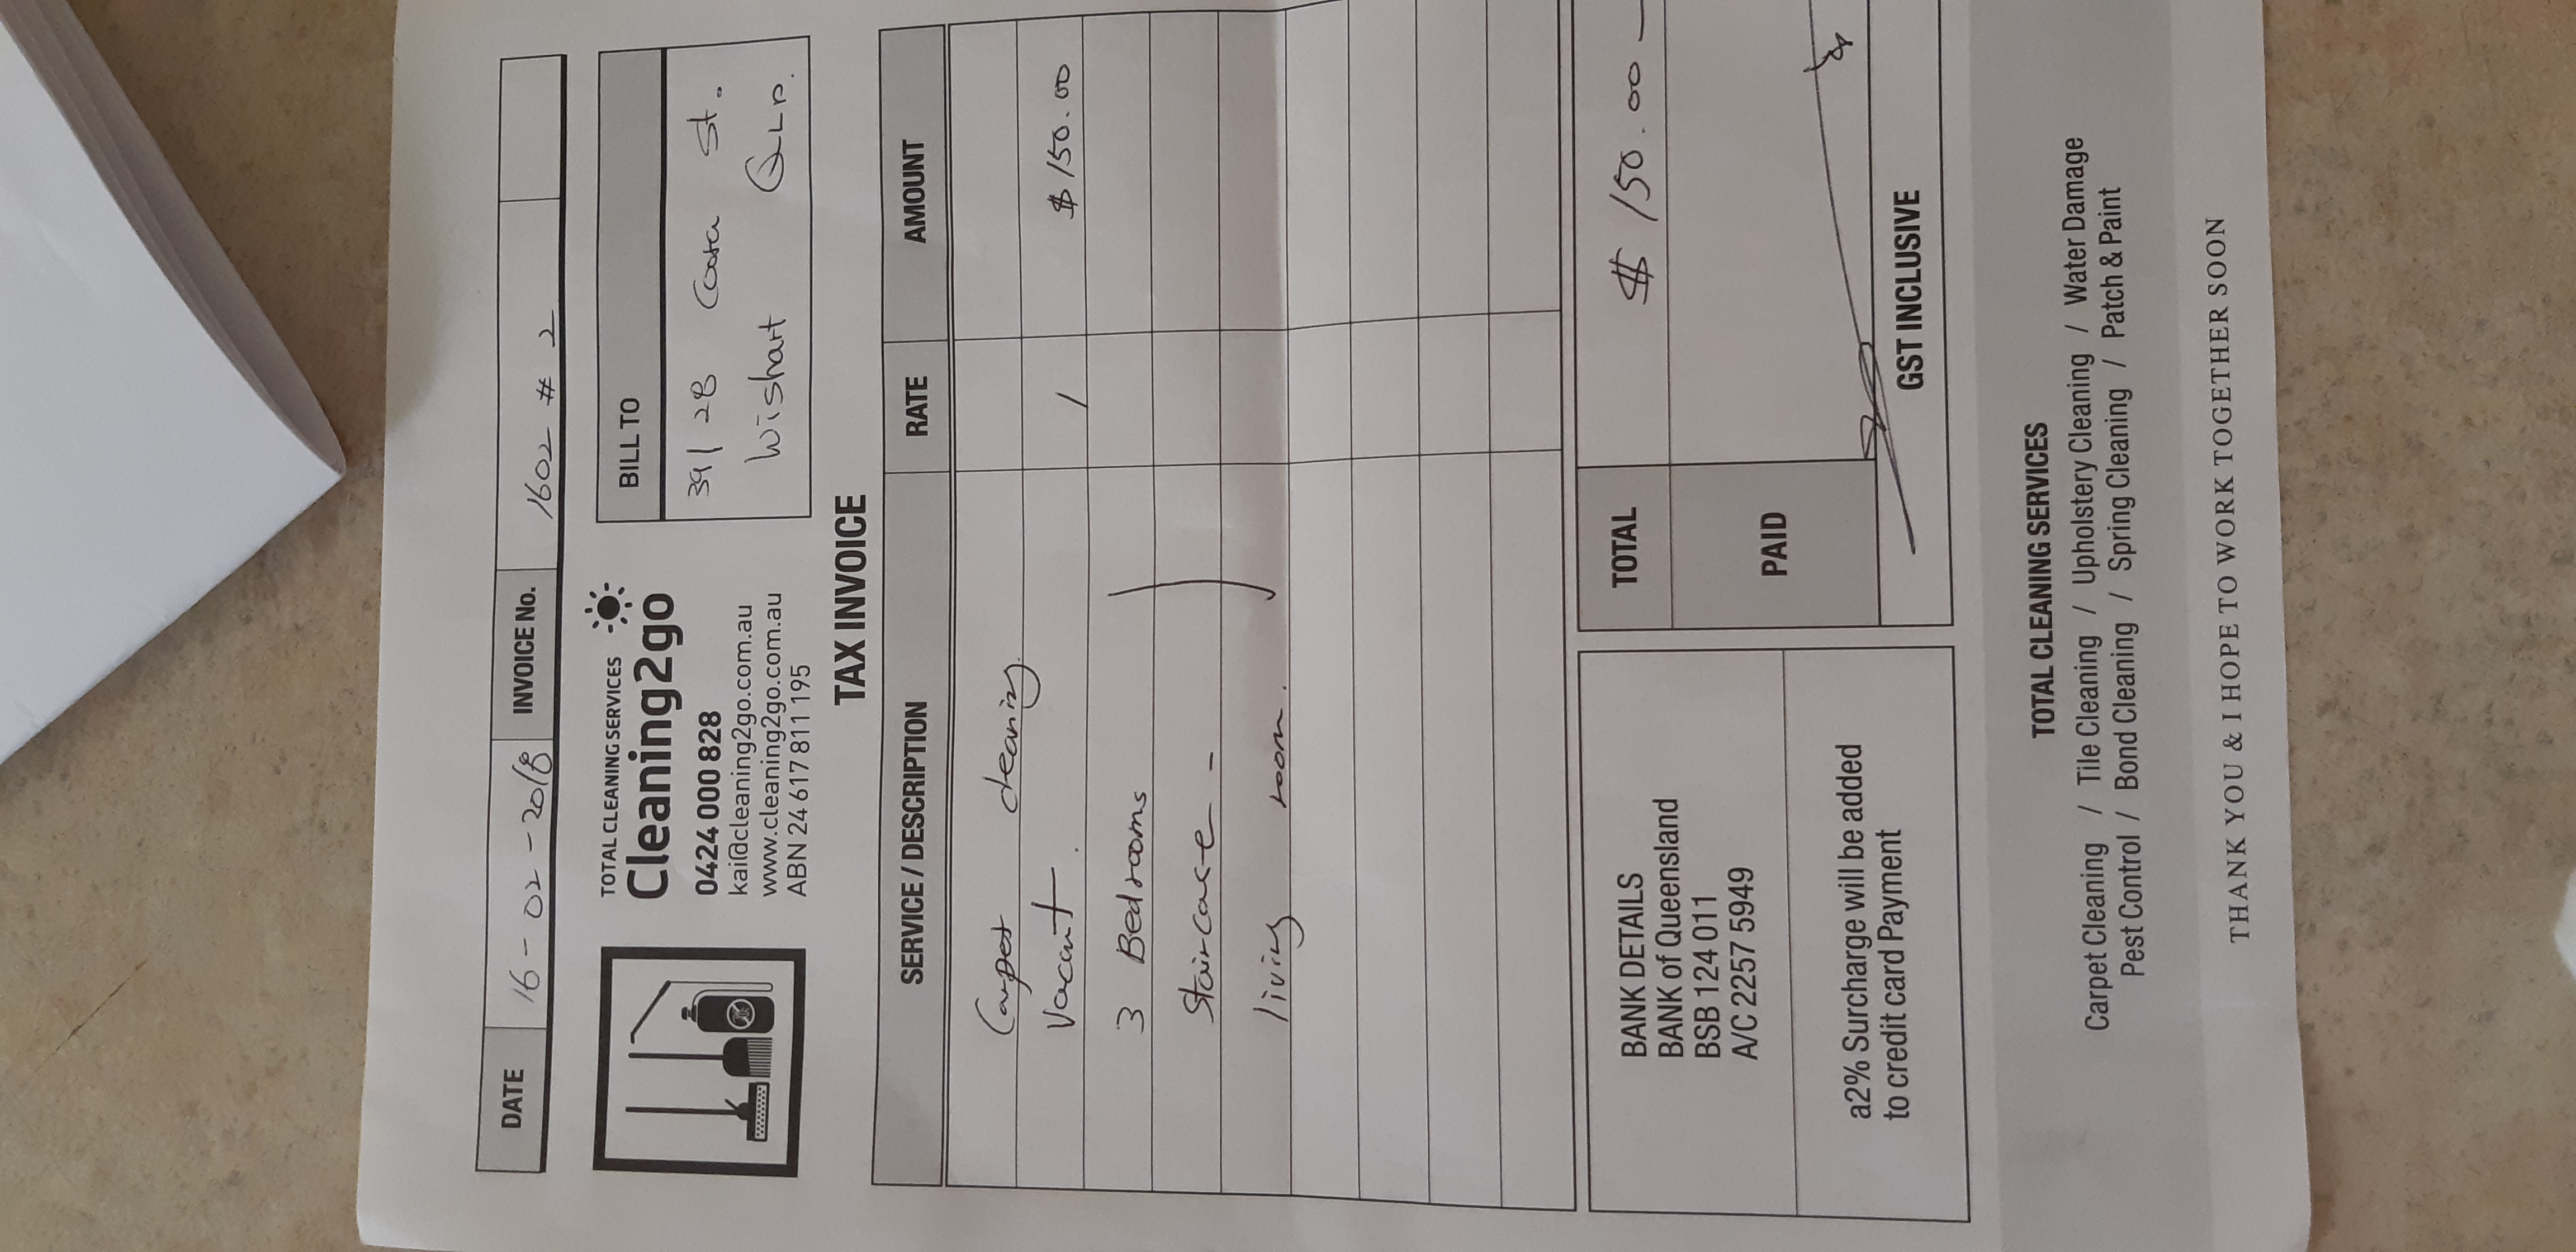 DATE 16-02-2018 INVOICE No. 1602 # 2
TOTAL CLEANING SERVICES
Cleaning2go
0424 000 828
kai@cleaning2go.com.au
www.cleaning2go.com.au
ABN 24 617 811 195
BILL TO
39/28 Coora St.
Wishart QLD.
TAX INVOICE
SERVICE / DESCRIPTION RATE AMOUNT
Carpet cleaning.
Vacant. / $150.00
3 Bedrooms
Staircase -
living room.
BANK DETAILS
BANK of Queensland
BSB 124 011
A/C 2257 5949
a2% Surcharge will be added
to credit card Payment
TOTAL $150.00 —
PAID
GST INCLUSIVE
TOTAL CLEANING SERVICES
Carpet Cleaning / Tile Cleaning / Upholstery Cleaning / Water Damage
Pest Control / Bond Cleaning / Spring Cleaning / Patch & Paint
THANK YOU & I HOPE TO WORK TOGETHER SOON